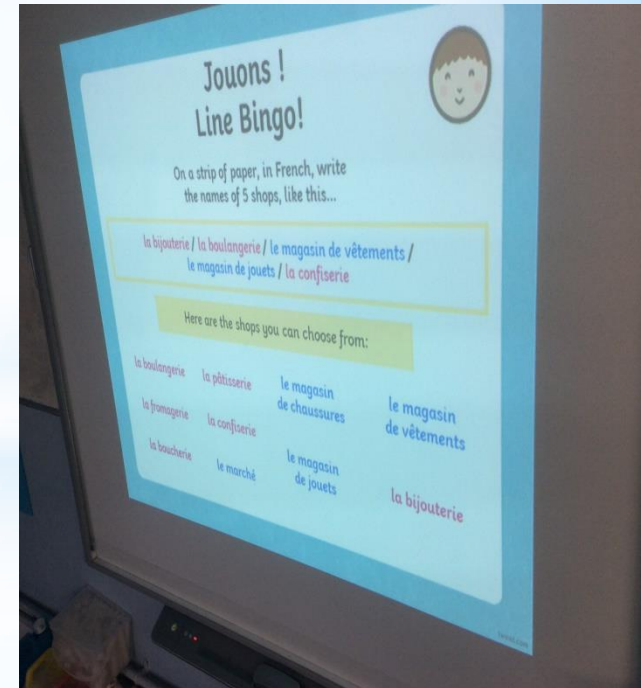 Jouons !
Line Bingo!
On a strip of paper, in French, write
the names of 5 shops, like this...
la bijouterie / la boulangerie / le magasin de vêtements /
le magasin de jouets / la confiserie
Here are the shops you can choose from:
la boulangerie
la pâtisserie
le magasin
de chaussures
le magasin
de vêtements
la fromagerie
la confiserie
la boucherie
le marché
le magasin
de jouets
la bijouterie